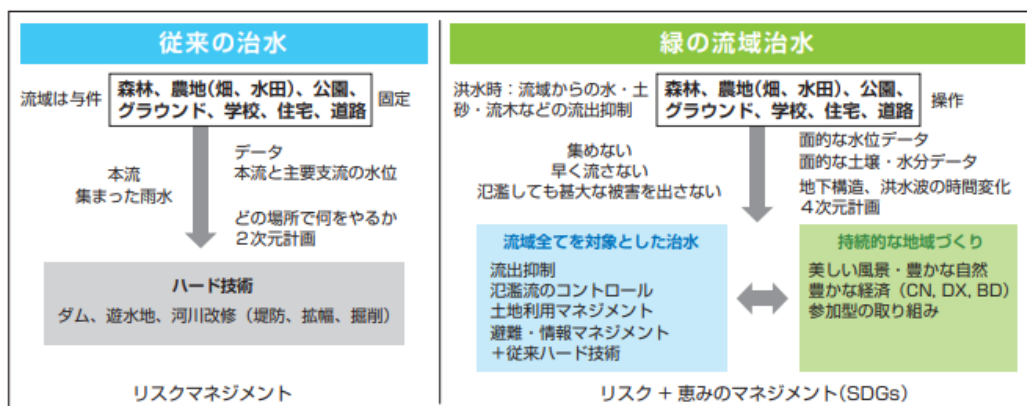 従来の治水
流域は与件
森林、農地(畑、水田)、公園、
グラウンド、学校、住宅、道路
固定
本流
集まった雨水
データ
本流と主要支流の水位
どの場所で何をやるか
２次元計画
ハード技術
ダム、遊水地、河川改修（堤防、拡幅、掘削）
リスクマネジメント
緑の流域治水
洪水時：流域からの水・土
砂・流木などの流出抑制
森林、農地(畑、水田)、公園、
グラウンド、学校、住宅、道路
操作
集めない
早く流さない
氾濫しても甚大な被害を出さない
面的な水位データ
面的な土壌・水分データ
地下構造、洪水波の時間変化
４次元計画
流域全てを対象とした治水
流出抑制
氾濫流のコントロール
土地利用マネジメント
避難・情報マネジメント
＋従来ハード技術
持続的な地域づくり
美しい風景・豊かな自然
豊かな経済（CN, DX, BD）
参加型の取り組み
リスク + 恵みのマネジメント(SDGs)